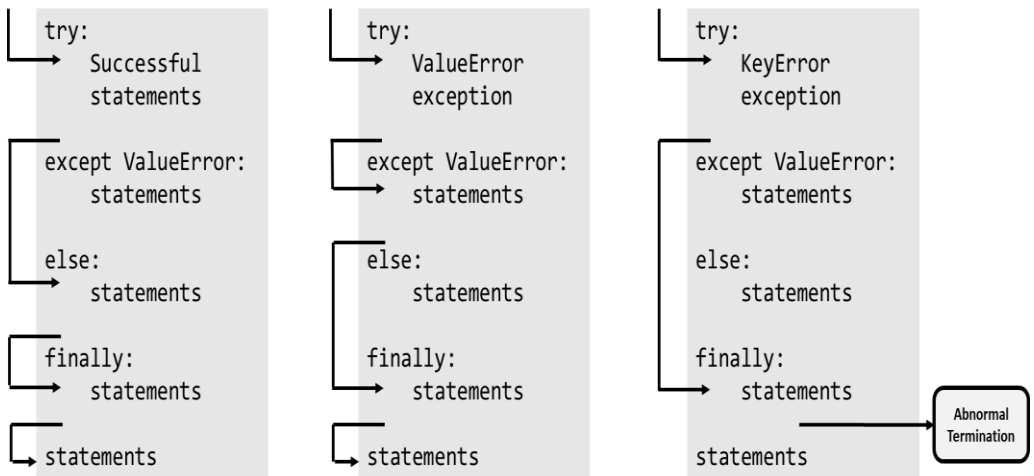 try:
Successful
statements
except ValueError:
statements
else:
statements
finally:
statements
statements
try:
ValueError
exception
except ValueError:
statements
else:
statements
finally:
statements
statements
try:
KeyError
exception
except ValueError:
statements
else:
statements
finally:
statements
statements
Abnormal
Termination